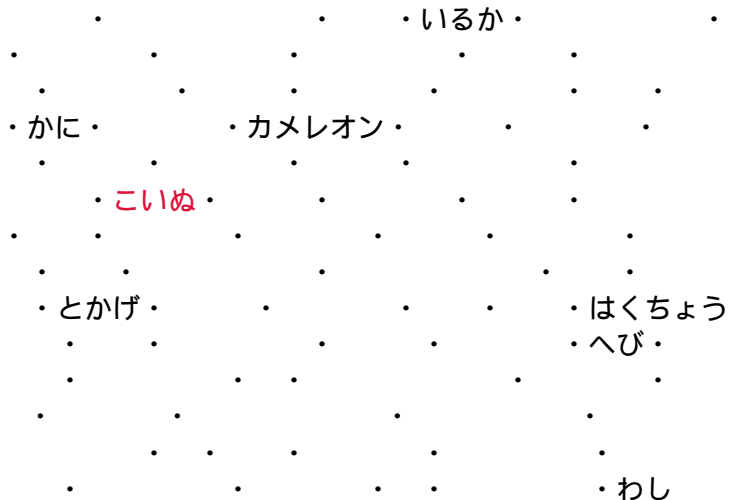 ・ ・ ・いるか・ ・
・ ・ ・ ・ ・
・ ・ ・ ・ ・ ・
・かに・ ・カメレオン・ ・ ・
・ ・ ・ ・ ・
・こいぬ・ ・ ・ ・
・ ・ ・ ・ ・ ・
・ ・ ・ ・ ・
・とかげ・ ・ ・ ・ ・はくちょう
・ ・ ・ ・ ・へび・
・ ・ ・ ・ ・
・ ・ ・ ・
・ ・ ・ ・ ・
・ ・ ・ ・ ・わし